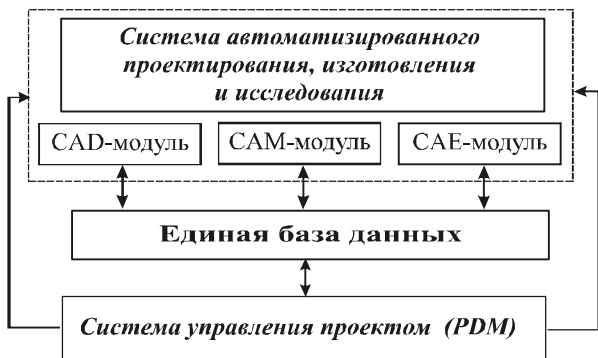 Система автоматизированного
проектирования, изготовления
и исследования
CAD-модуль CAM-модуль CAE-модуль
Единая база данных
Система управления проектом (PDM)